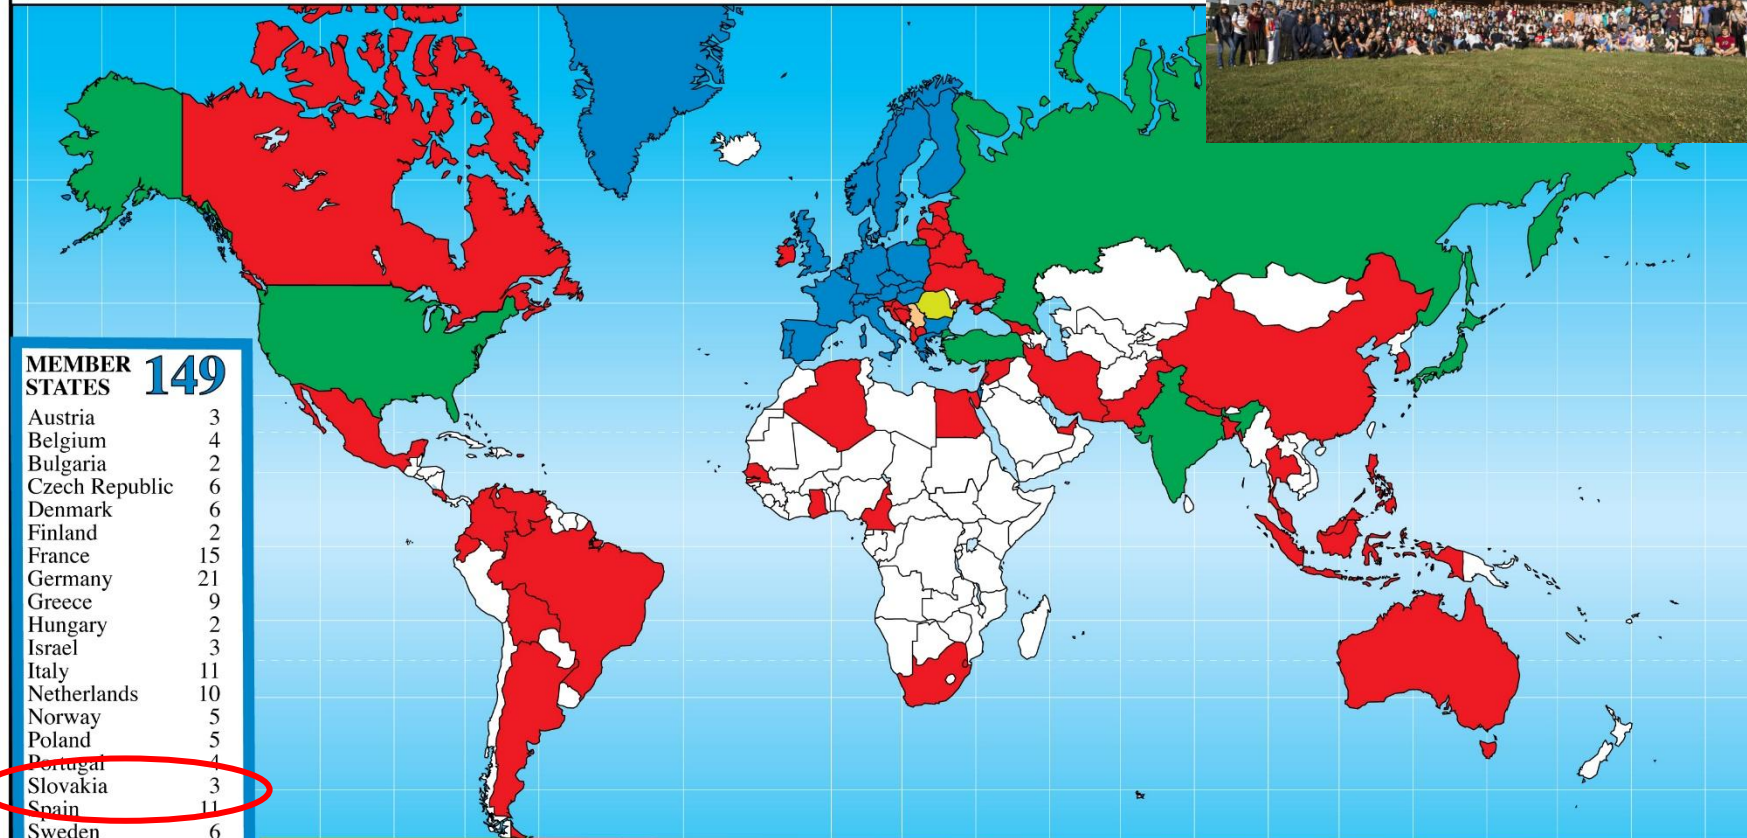 MEMBER
STATES 149
Austria 3
Belgium 4
Bulgaria 2
Czech Republic 6
Denmark 6
Finland 2
France 15
Germany 21
Greece 9
Hungary 2
Israel 3
Italy 11
Netherlands 10
Norway 5
Poland 5
Portugal 4
Slovakia 3
Spain 11
Sweden 6